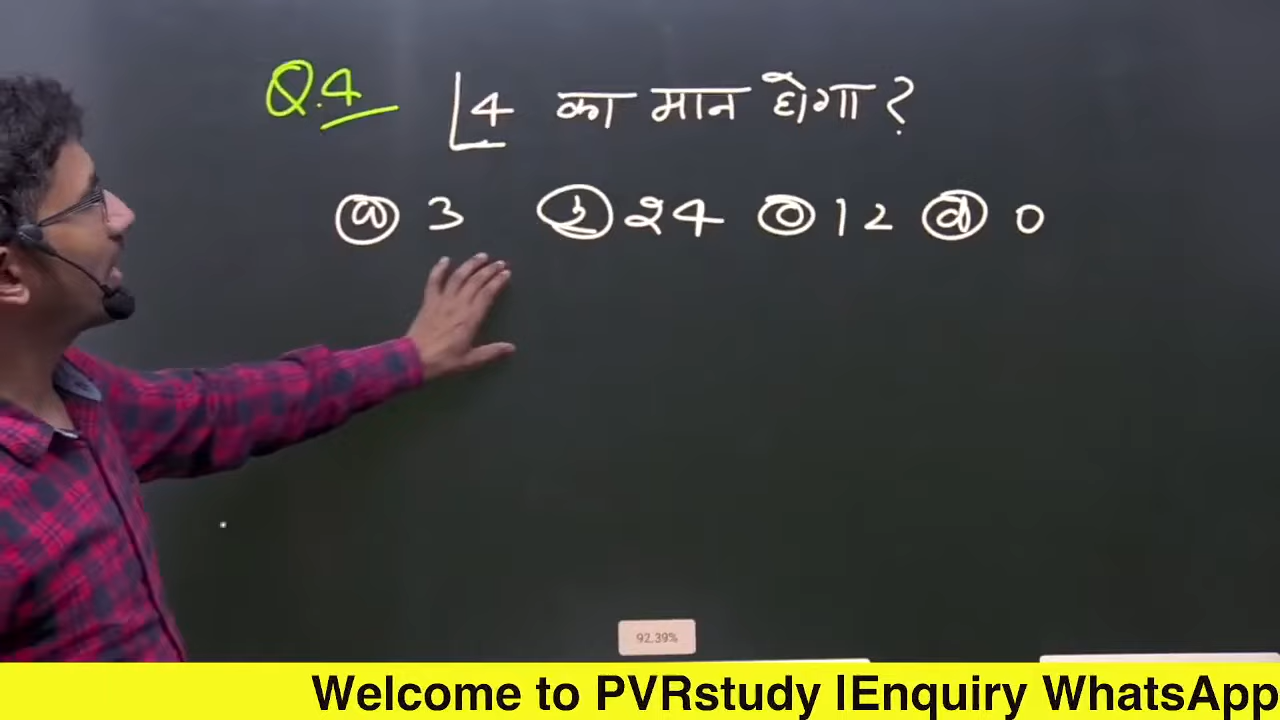 Q.4 ⌊4 का मान होगा?
(a) 3 (b) 24 (c) 12 (d) 0
92.39%
Welcome to PVRstudy lEnquiry WhatsApp